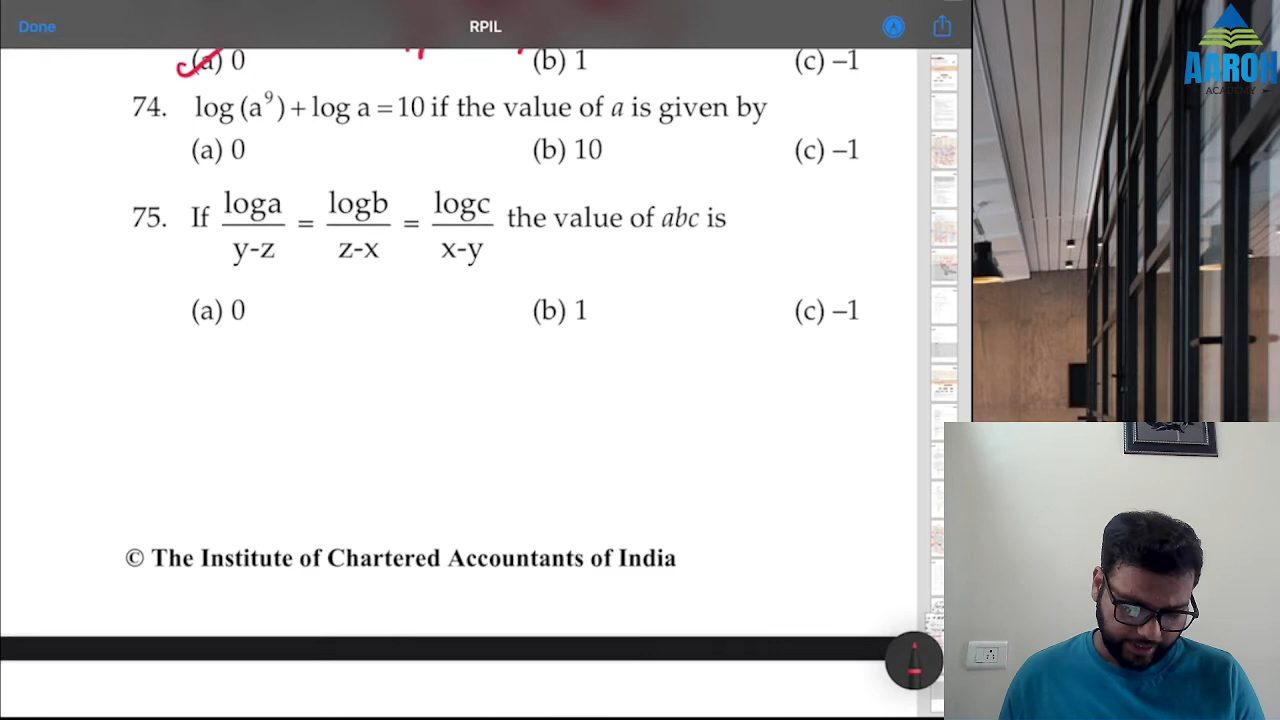 Done
RPIL
AAROH
ACADEMY
(a) 0 (b) 1 (c) –1
74. log (a⁹) + log a = 10 if the value of a is given by
(a) 0 (b) 10 (c) –1
75. If loga/y-z = logb/z-x = logc/x-y the value of abc is
(a) 0 (b) 1 (c) –1
© The Institute of Chartered Accountants of India